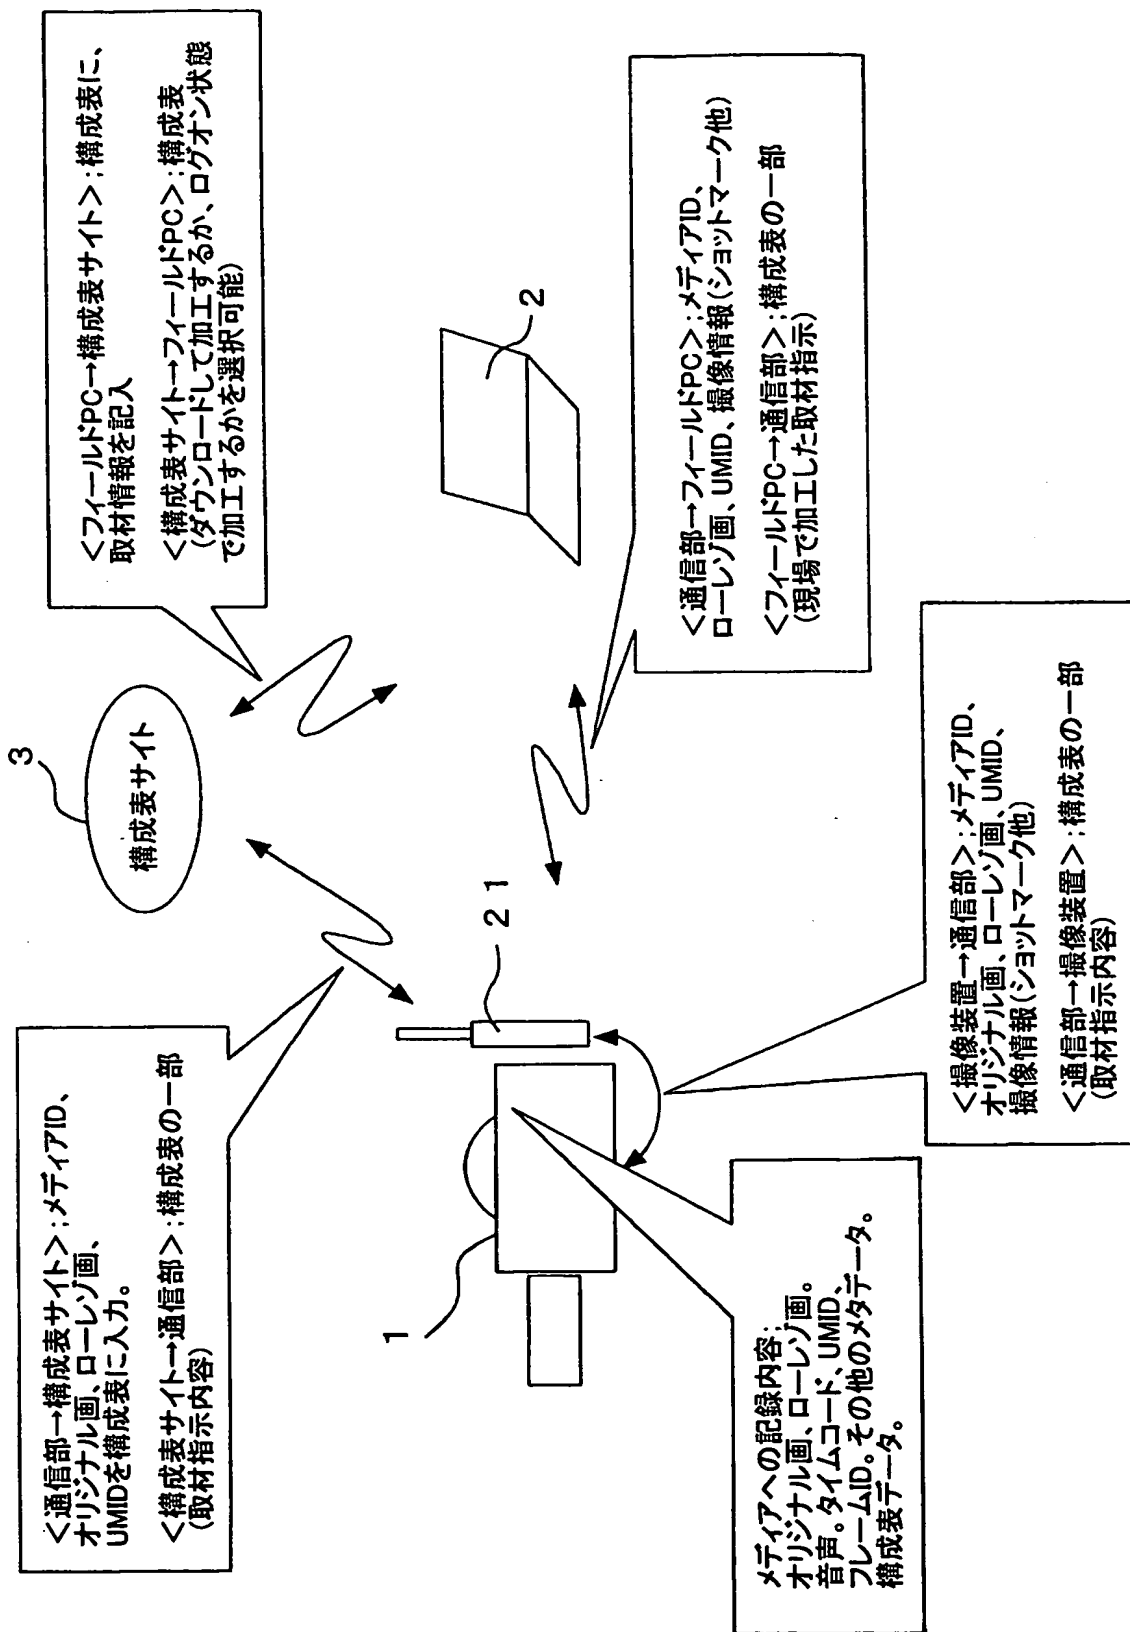 <通信部→構成表サイト>;メディアID、
オリジナル画、ローレゾ画、
UMIDを構成表に入力。
<構成表サイト→通信部>;構成表の一部
(取材指示内容)
3
構成表サイト
<フィールドPC→構成表サイト>;構成表に、
取材情報を記入
<構成表サイト→フィールドPC>;構成表
(ダウンロードして加工するか、ログオン状態
で加工するかを選択可能)
1
21
2
メディアへの記録内容;
オリジナル画、ローレゾ画。
音声。タイムコード、UMID、
フレームID。その他のメタデータ。
構成表データ。
<撮像装置→通信部>;メディアID、
オリジナル画、ローレゾ画、UMID、
撮像情報(ショットマーク他)
<通信部→撮像装置>;構成表の一部
(取材指示内容)
<通信部→フィールドPC>;メディアID、
ローレゾ画、UMID、撮像情報(ショットマーク他)
<フィールドPC→通信部>;構成表の一部
(現場で加工した取材指示)